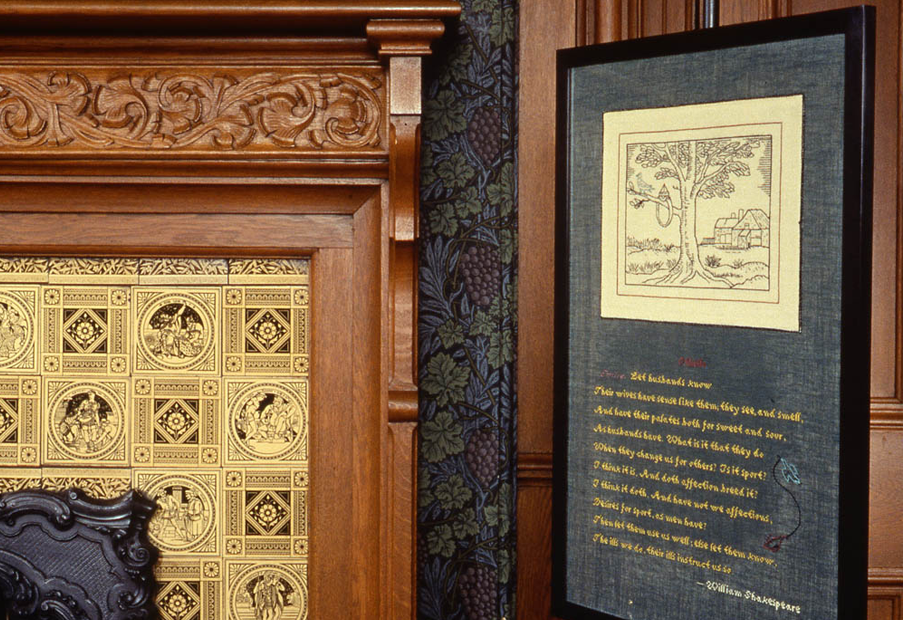 Let husbands know
Their wives have sense like them; they see, and smell,
And have their palates both for sweet and sour,
As husbands have. What is it that they do
When they change us for others? Is it sport?
I think it is. And doth affection breed it?
I think it doth. And have not we affections,
Desires for sport, as men have?
Then let them use us well; else let them know,
The ills we do, their ills instruct us so
—William Shakespeare